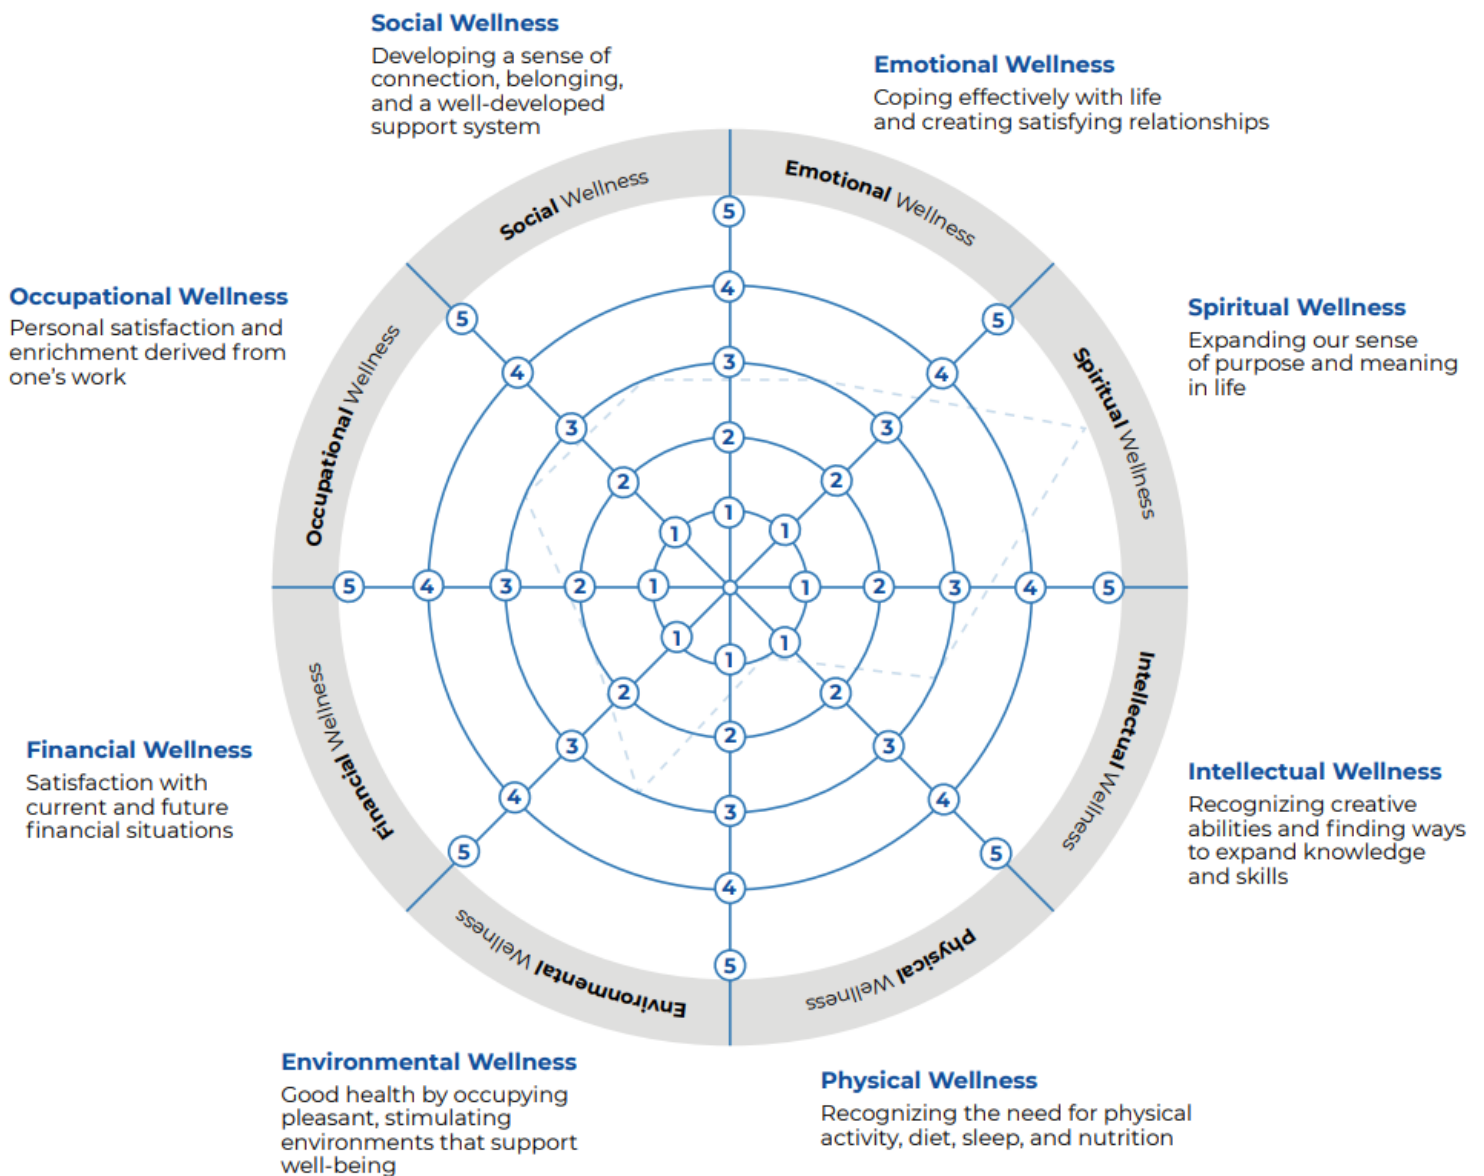 Social Wellness
Developing a sense of
connection, belonging,
and a well-developed
support system
Emotional Wellness
Coping effectively with life
and creating satisfying relationships
Spiritual Wellness
Expanding our sense
of purpose and meaning
in life
Intellectual Wellness
Recognizing creative
abilities and finding ways
to expand knowledge
and skills
Physical Wellness
Recognizing the need for physical
activity, diet, sleep, and nutrition
Environmental Wellness
Good health by occupying
pleasant, stimulating
environments that support
well-being
Financial Wellness
Satisfaction with
current and future
financial situations
Occupational Wellness
Personal satisfaction and
enrichment derived from
one's work
Social Wellness
Emotional Wellness
Spiritual Wellness
Intellectual Wellness
Physical Wellness
Environmental Wellness
Financial Wellness
Occupational Wellness
5
4
3
2
1
5
4
3
2
1
1
2
3
4
5
1
2
3
4
5
1
2
3
4
5
1
2
3
4
5
5
4
3
2
1
5
4
3
2
1